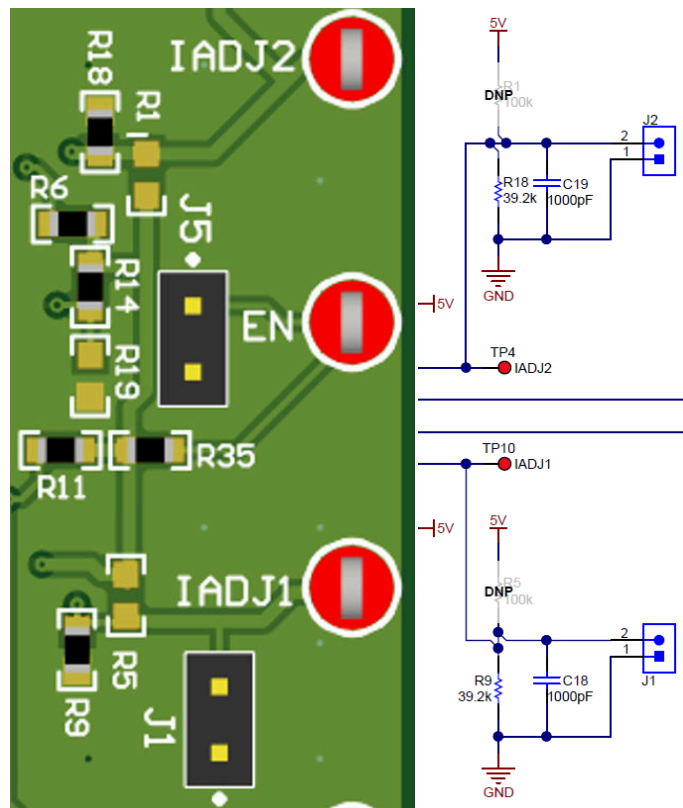 IADJ2
R18
R1
R6
J5
R14
EN
R19
R35
R11
IADJ1
R5
R9
J1
5V
R1
DNP
100k
J2
2
1
R18
39.2k
C19
1000pF
GND
5V
TP4
IADJ2
TP10
IADJ1
5V
5V
R5
DNP
100k
2
1
J1
R9
39.2k
C18
1000pF
GND